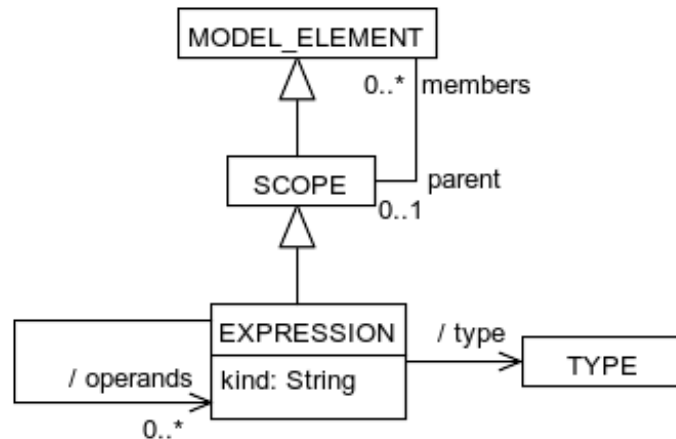 MODEL_ELEMENT
0..* members
SCOPE
parent
0..1
EXPRESSION
/ type
TYPE
/ operands
kind: String
0..*